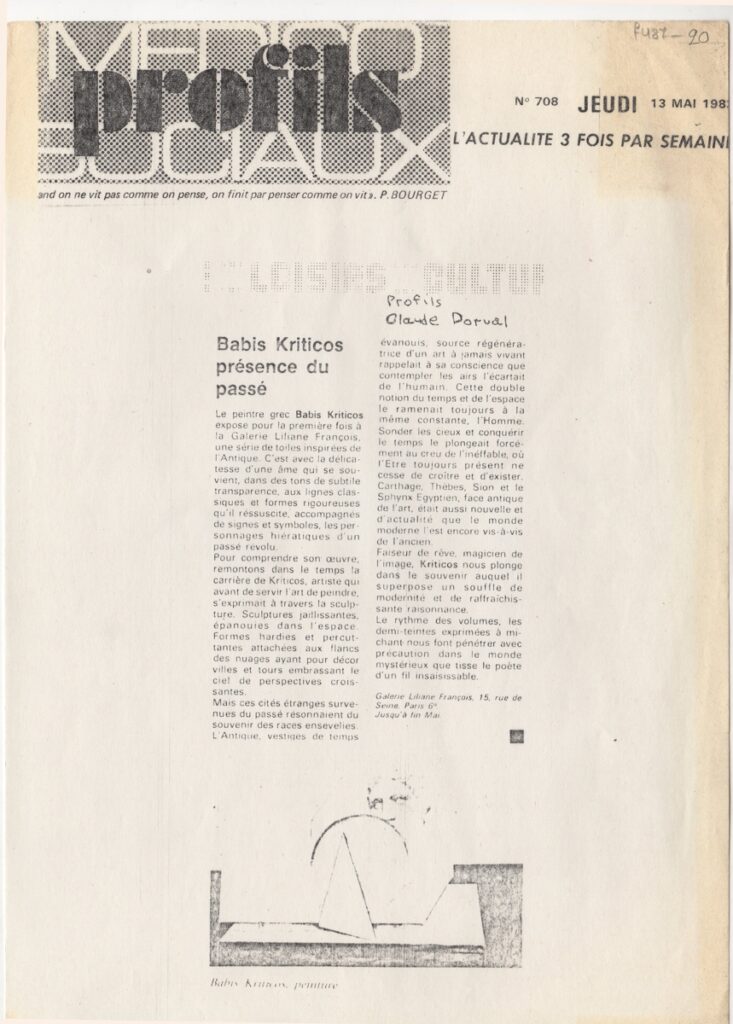 MEDICO
profils
SOCIAUX
N° 708 JEUDI 13 MAI 198
L'ACTUALITE 3 FOIS PAR SEMAIN
and on ne vit pas comme on pense, on finit par penser comme on vit». P.BOURGET
LOISIRS
CULTU
Profils
Claude Dorval
Babis Kriticos
présence du
passé
Le peintre grec Babis Kriticos
expose pour la première fois à
la Galerie Liliane François,
une série de toiles inspirées de
l'Antique. C'est avec la délica-
tesse d'une âme qui se sou-
vient, dans des tons de subtile
transparence, aux lignes clas-
siques et formes rigoureuses
qu'il réssuscite, accompagnés
de signes et symboles, les per-
sonnages hiératiques d'un
passé révolu.
Pour comprendre son œuvre,
remontons dans le temps la
carrière de Kriticos, artiste qui
avant de servir l'art de peindre,
s'exprimait à travers la sculp-
ture. Sculptures jaillissantes,
épanouies dans l'espace.
Formes hardies et percut-
tantes attachées aux flancs
des nuages ayant pour décor
villes et tours embrassant le
ciel de perspectives crois-
santes.
Mais ces cités étranges surve-
nues du passé résonnaient du
souvenir des races ensevelies.
L'Antique, vestiges de temps
évanouis, source régénéra-
trice d'un art à jamais vivant
rappelait à sa conscience que
contempler les airs l'écartait
de l'humain. Cette double
notion du temps et de l'espace
le ramenait toujours à la
même constante, l'Homme.
Sonder les cieux et conquérir
le temps le plongeait forcé-
ment au creu de l'inéffable, où
l'Etre toujours présent ne
cesse de croître et d'exister.
Carthage, Thèbes, Sion et le
Sphynx Egyptien, face antique
de l'art, était aussi nouvelle et
d'actualité que le monde
moderne l'est encore vis-à-vis
de l'ancien.
Faiseur de rêve, magicien de
l'image, Kriticos nous plonge
dans le souvenir auquel il
superpose un souffle de
modernité et de raffraîchis-
sante raisonnance.
Le rythme des volumes, les
demi-teintes exprimées à mi-
chant nous font pénétrer avec
précaution dans le monde
mystérieux que tisse le poète
d'un fil insaisissable.
Galerie Liliane François, 15, rue de
Seine. Paris 6e.
Jusqu'à fin Mai.
Babis Kriticos, peinture